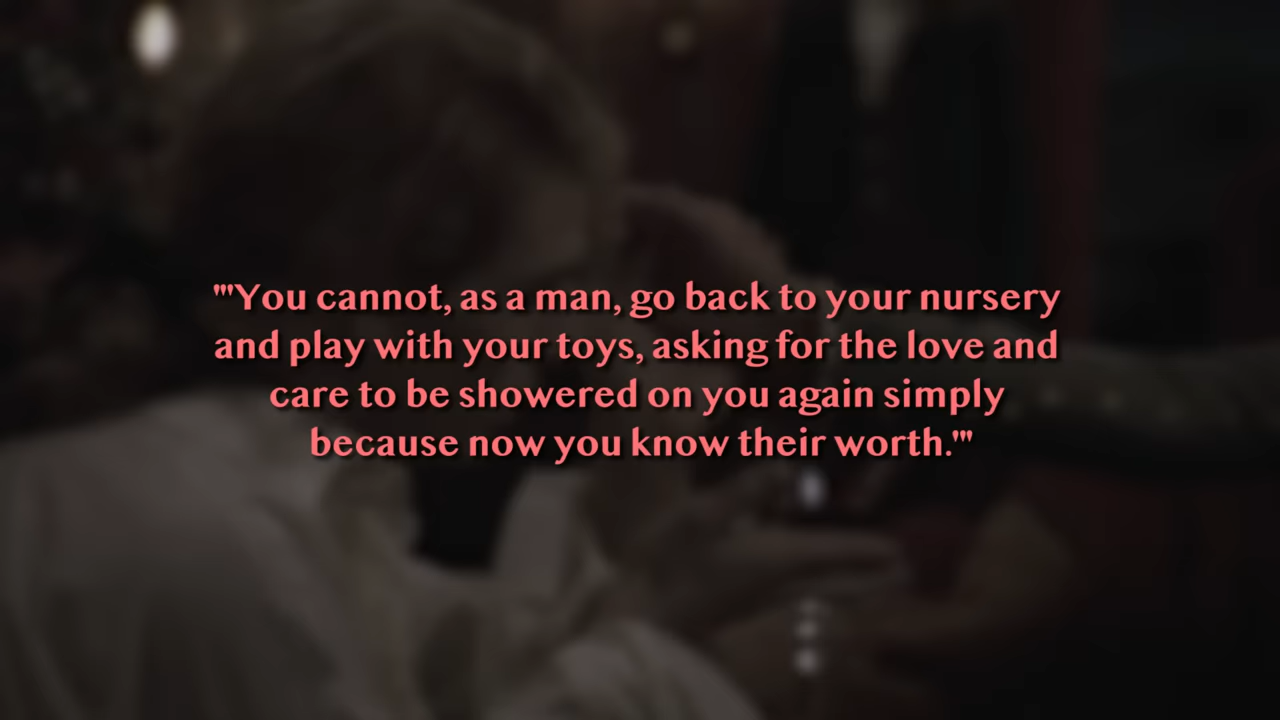 "'You cannot, as a man, go back to your nursery
and play with your toys, asking for the love and
care to be showered on you again simply
because now you know their worth.'"